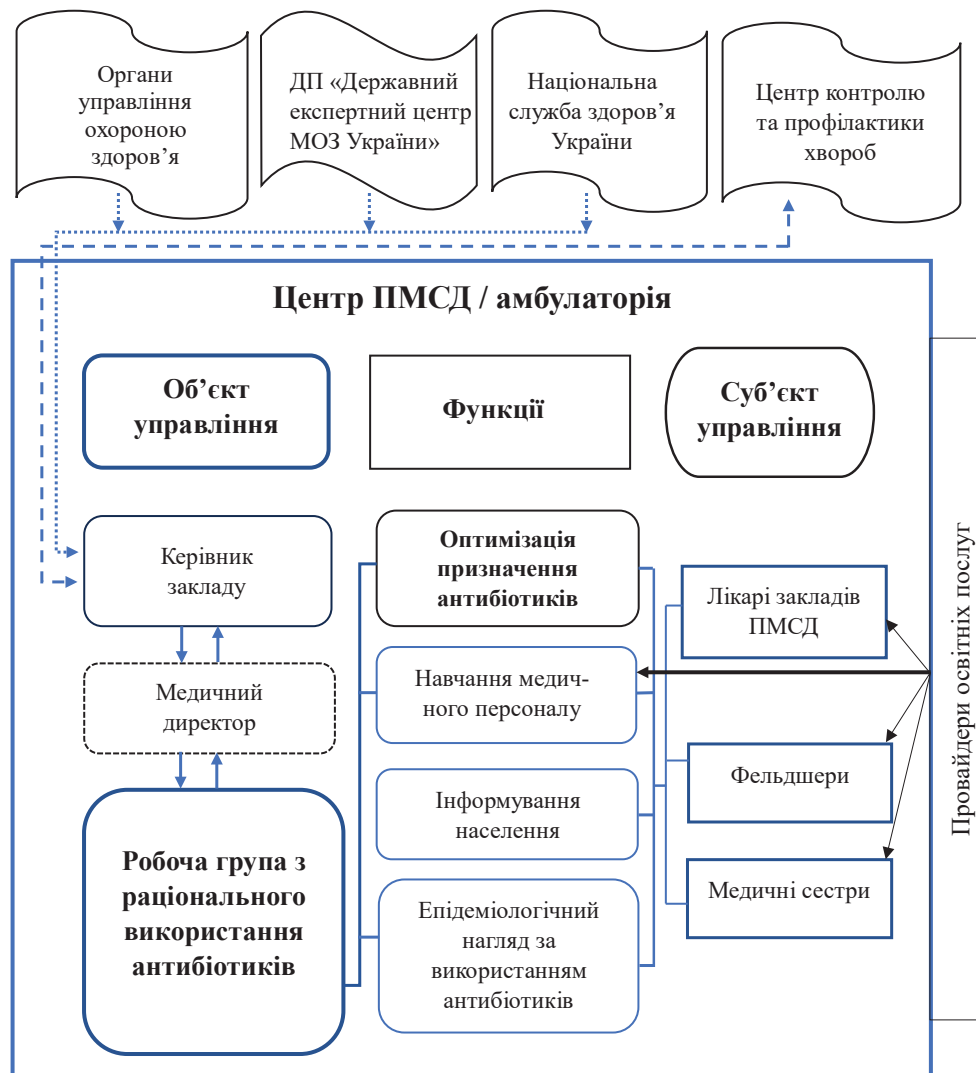 Органи
управління
охороною
здоров’я
ДП «Державний
експертний центр
МОЗ України»
Національна
служба здоров’я
України
Центр контролю
та профілактики
хвороб
Центр ПМСД / амбулаторія
Об’єкт
управління
Функції
Суб’єкт
управління
Керівник
закладу
Медичний
директор
Робоча група з
раціонального
використання
антибіотиків
Оптимізація
призначення
антибіотиків
Навчання медич-
ного персоналу
Інформування
населення
Епідеміологічний
нагляд за
використанням
антибіотиків
Лікарі закладів
ПМСД
Фельдшери
Медичні сестри
Провайдери освітніх послуг